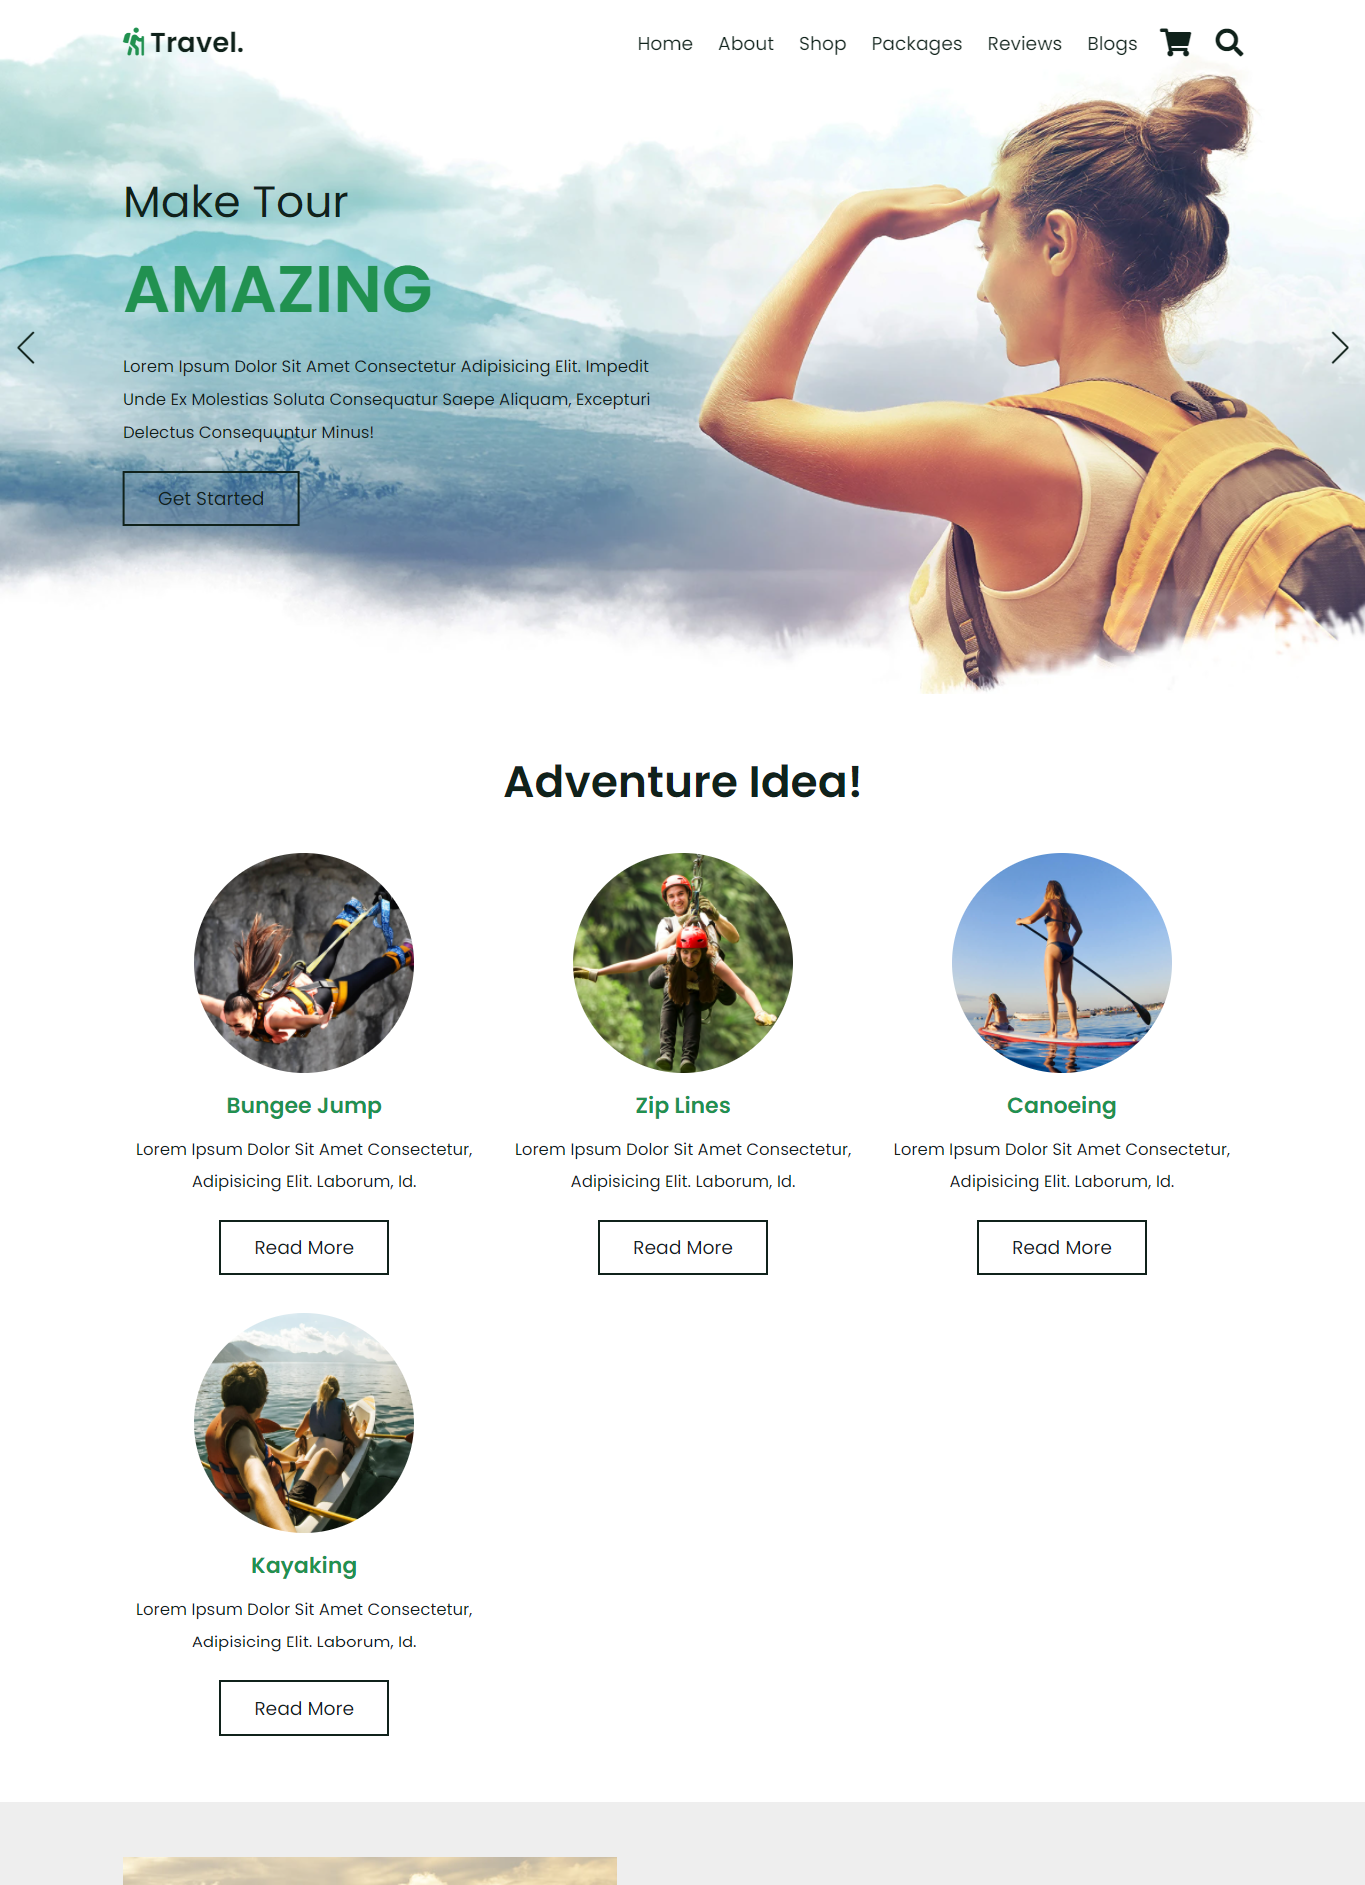 Travel.
Home About Shop Packages Reviews Blogs
Make Tour
AMAZING
Lorem Ipsum Dolor Sit Amet Consectetur Adipisicing Elit. Impedit
Unde Ex Molestias Soluta Consequatur Saepe Aliquam, Excepturi
Delectus Consequuntur Minus!
Get Started
Adventure Idea!
Bungee Jump
Lorem Ipsum Dolor Sit Amet Consectetur,
Adipisicing Elit. Laborum, Id.
Read More
Zip Lines
Lorem Ipsum Dolor Sit Amet Consectetur,
Adipisicing Elit. Laborum, Id.
Read More
Canoeing
Lorem Ipsum Dolor Sit Amet Consectetur,
Adipisicing Elit. Laborum, Id.
Read More
Kayaking
Lorem Ipsum Dolor Sit Amet Consectetur,
Adipisicing Elit. Laborum, Id.
Read More